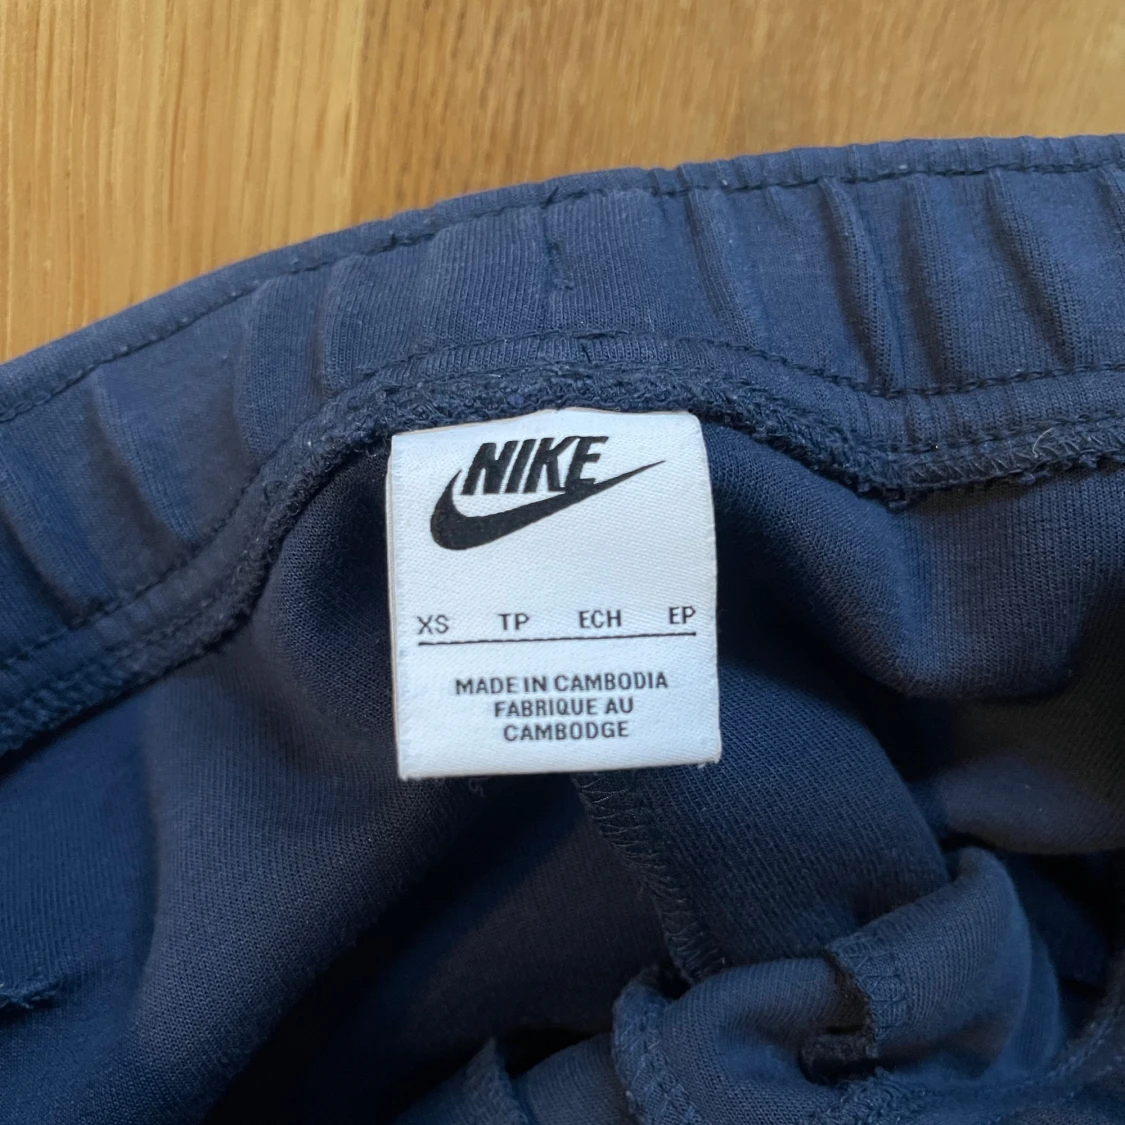 NIKE
XS TP ECH EP
MADE IN CAMBODIA
FABRIQUE AU
CAMBODGE